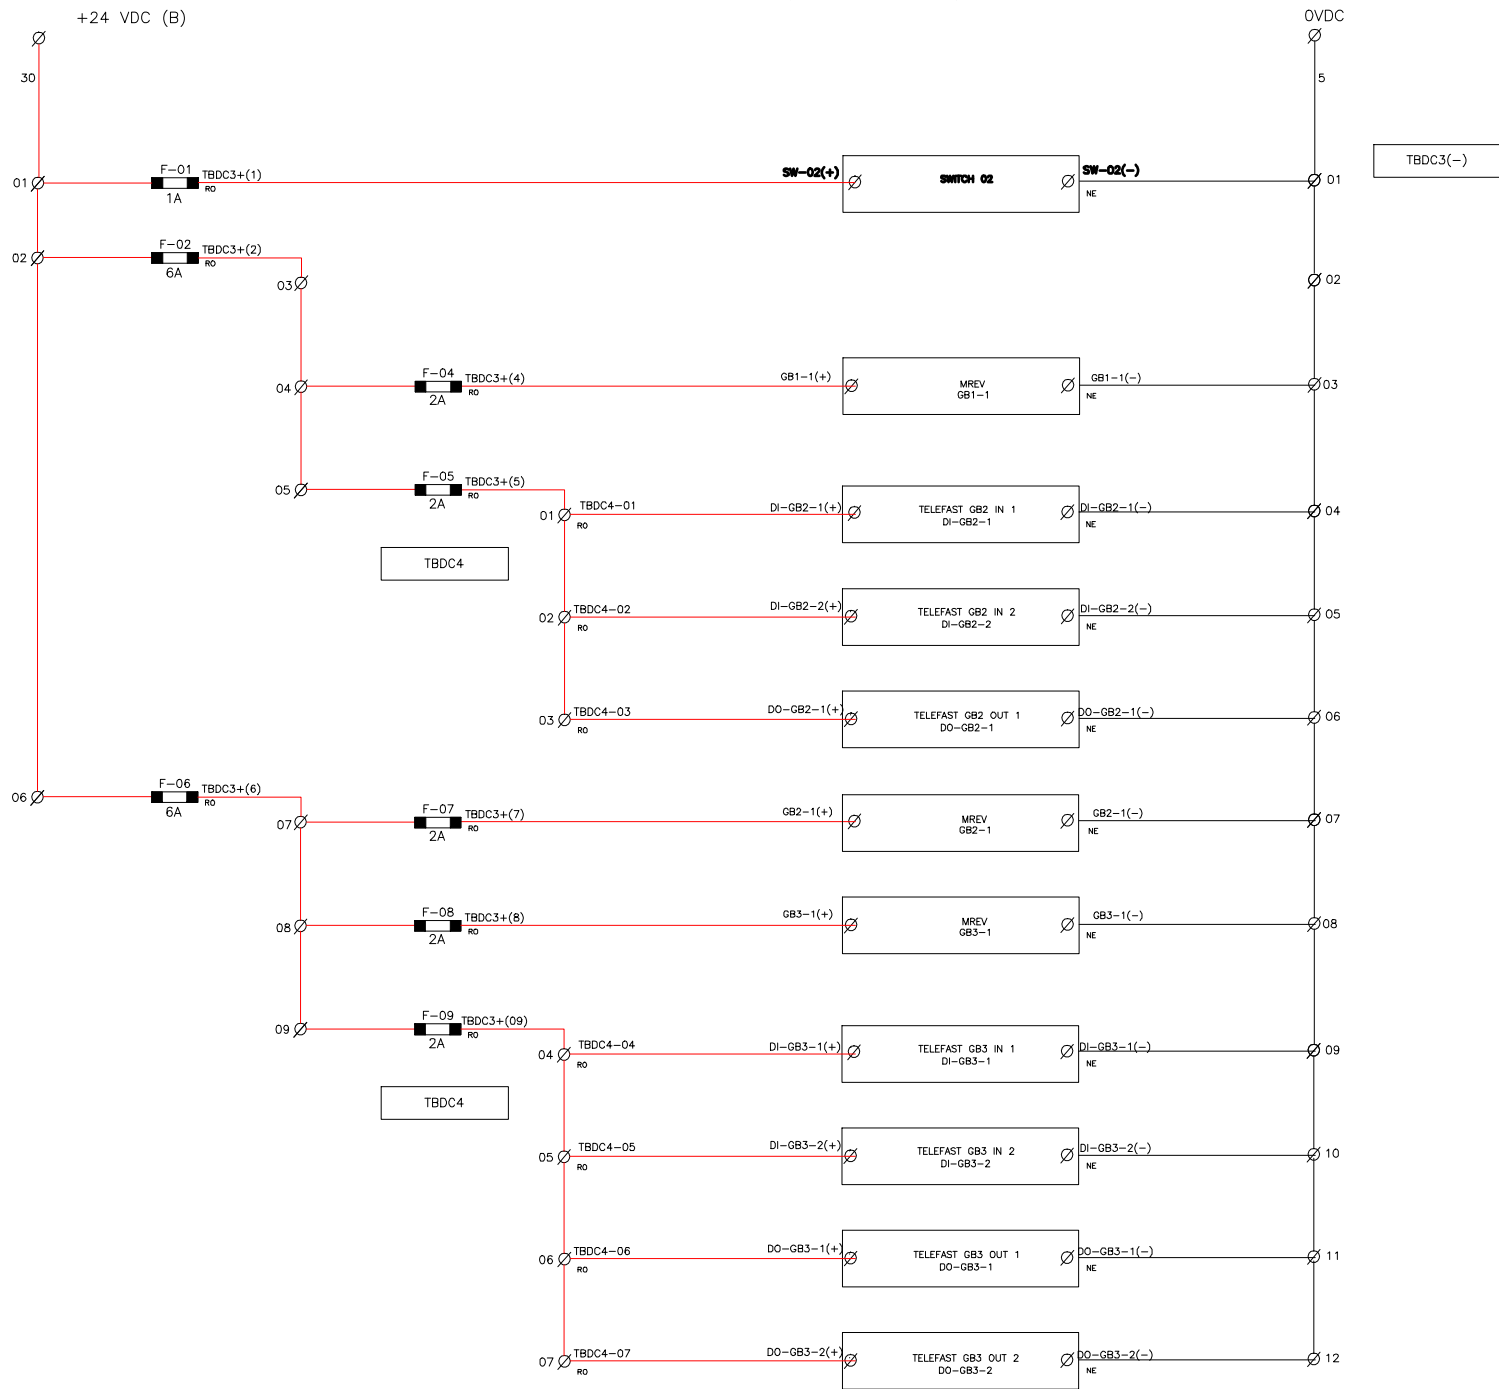 +24 VDC (B)
0VDC
30
5
TBDC3(-)
01
F-01
1A
TBDC3+(1)
RO
SW-02(+)
SWITCH 02
SW-02(-)
NE
01
02
F-02
6A
TBDC3+(2)
RO
03
02
04
F-04
2A
TBDC3+(4)
RO
GB1-1(+)
MREV
GB1-1
GB1-1(-)
NE
03
05
F-05
2A
TBDC3+(5)
RO
01
TBDC4-01
RO
DI-GB2-1(+)
TELEFAST GB2 IN 1
DI-GB2-1
DI-GB2-1(-)
NE
04
TBDC4
02
TBDC4-02
RO
DI-GB2-2(+)
TELEFAST GB2 IN 2
DI-GB2-2
DI-GB2-2(-)
NE
05
03
TBDC4-03
RO
DO-GB2-1(+)
TELEFAST GB2 OUT 1
DO-GB2-1
DO-GB2-1(-)
NE
06
06
F-06
6A
TBDC3+(6)
RO
07
F-07
2A
TBDC3+(7)
RO
GB2-1(+)
MREV
GB2-1
GB2-1(-)
NE
07
08
F-08
2A
TBDC3+(8)
RO
GB3-1(+)
MREV
GB3-1
GB3-1(-)
NE
08
09
F-09
2A
TBDC3+(09)
RO
04
TBDC4-04
RO
DI-GB3-1(+)
TELEFAST GB3 IN 1
DI-GB3-1
DI-GB3-1(-)
NE
09
TBDC4
05
TBDC4-05
RO
DI-GB3-2(+)
TELEFAST GB3 IN 2
DI-GB3-2
DI-GB3-2(-)
NE
10
06
TBDC4-06
RO
DO-GB3-1(+)
TELEFAST GB3 OUT 1
DO-GB3-1
DO-GB3-1(-)
NE
11
07
TBDC4-07
RO
DO-GB3-2(+)
TELEFAST GB3 OUT 2
DO-GB3-2
DO-GB3-2(-)
NE
12